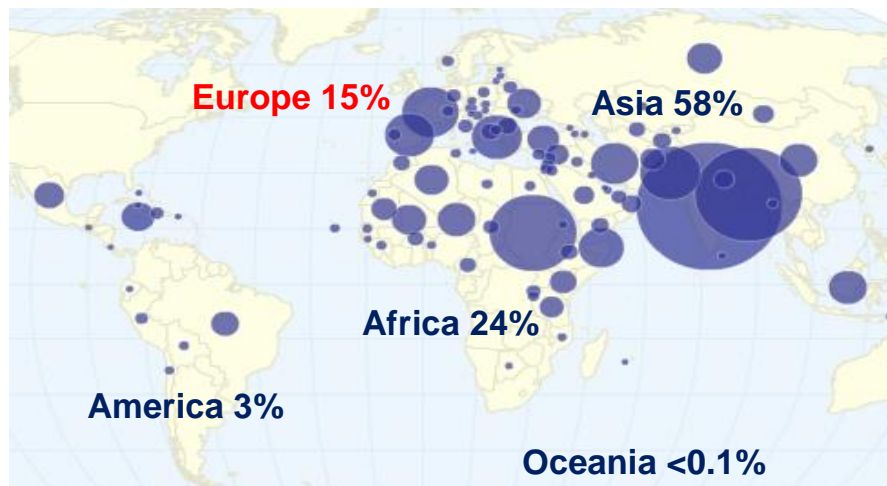 Europe 15%
Asia 58%
Africa 24%
America 3%
Oceania <0.1%